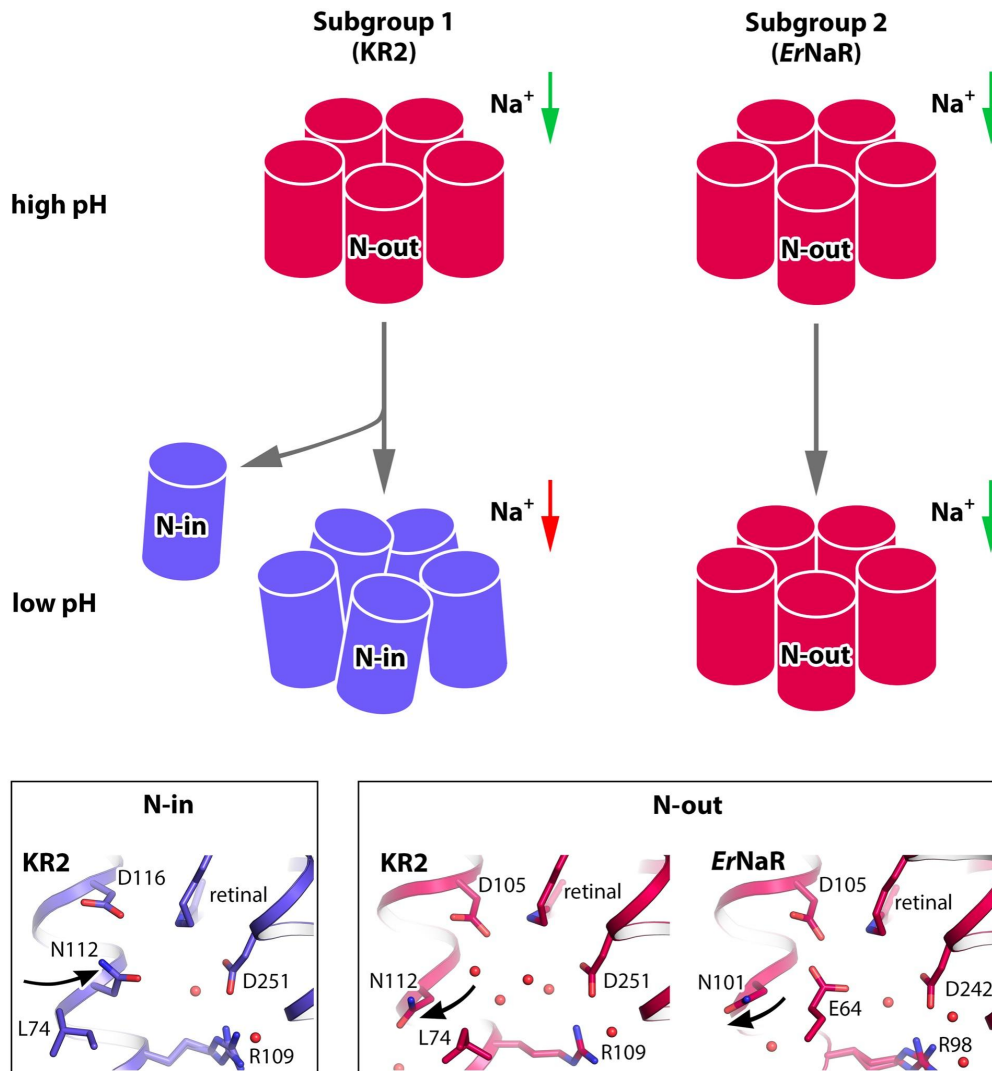 Subgroup 1
(KR2)
Subgroup 2
(ErNaR)
Na⁺
Na⁺
high pH
N-out
N-out
N-in
Na⁺
Na⁺
low pH
N-in
N-out
N-in
KR2
D116
retinal
N112
D251
L74
R109
N-out
KR2
D105
N112
D251
L74
R109
ErNaR
D105
retinal
N101
E64
D242
R98